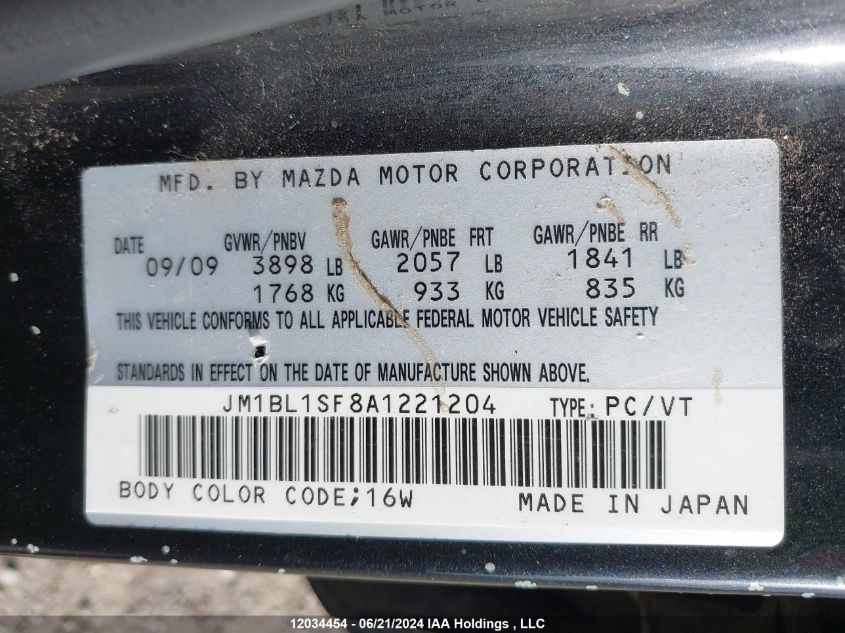 MOTOR
MFD. BY MAZDA MOTOR CORPORATION
DATE GVWR/PNBV GAWR/PNBE FRT GAWR/PNBE RR
09/09 3898 LB 2057 LB 1841 LB
1768 KG 933 KG 835 KG
THIS VEHICLE CONFORMS TO ALL APPLICABLE FEDERAL MOTOR VEHICLE SAFETY
STANDARDS IN EFFECT ON THE DATE OF MANUFACTURE SHOWN ABOVE.
JM1BL1SF8A1221204 TYPE: PC/VT
BODY COLOR CODE;16W MADE IN JAPAN
12034454 - 06/21/2024 IAA Holdings , LLC